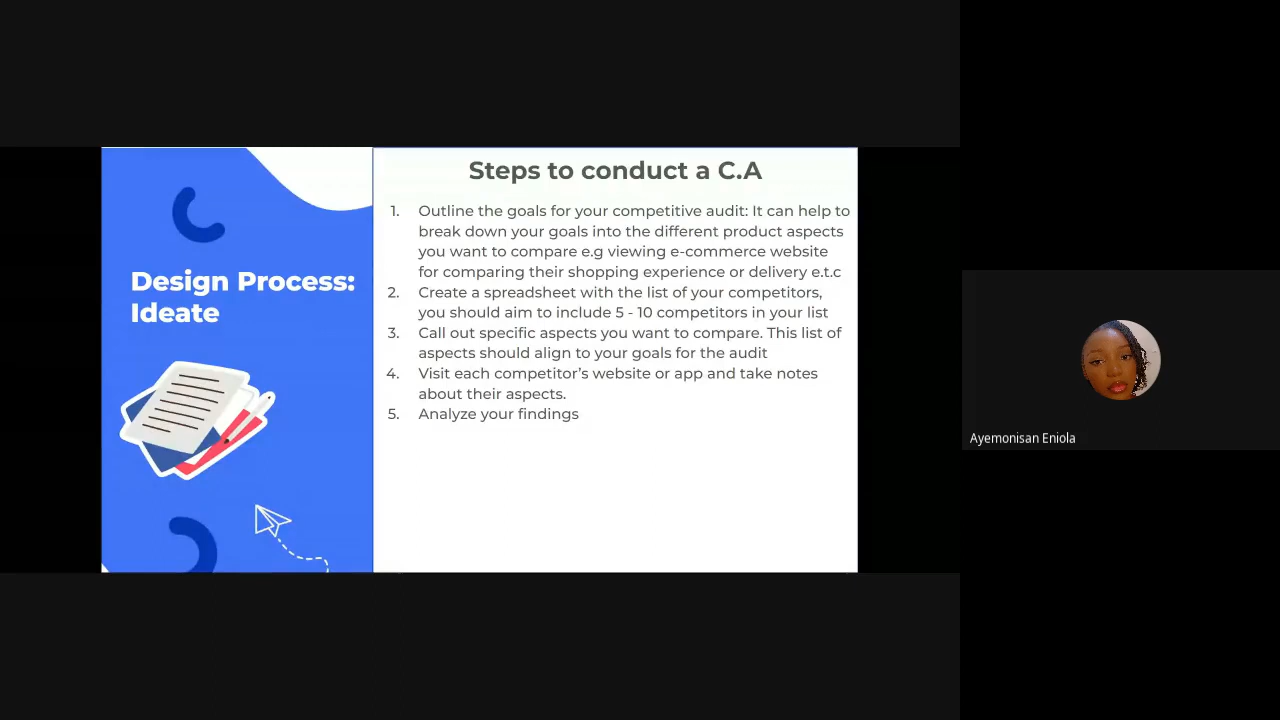 Design Process:
Ideate
Steps to conduct a C.A
1. Outline the goals for your competitive audit: It can help to
break down your goals into the different product aspects
you want to compare e.g viewing e-commerce website
for comparing their shopping experience or delivery e.t.c
2. Create a spreadsheet with the list of your competitors,
you should aim to include 5 - 10 competitors in your list
3. Call out specific aspects you want to compare. This list of
aspects should align to your goals for the audit
4. Visit each competitor’s website or app and take notes
about their aspects.
5. Analyze your findings
Ayemonisan Eniola